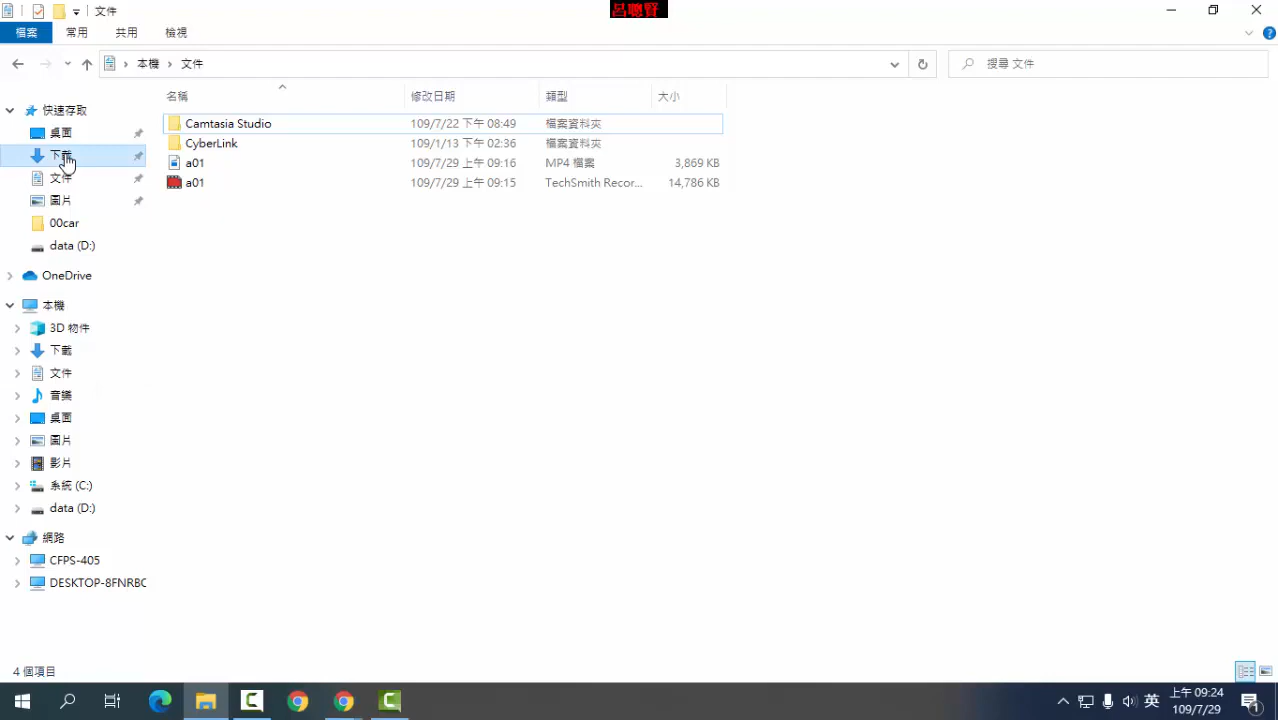 文件
呂聰賢
檔案 常用 共用 檢視
本機 文件 搜尋 文件
名稱 修改日期 類型 大小
快速存取
桌面
下載
文件
圖片
00car
data (D:)
OneDrive
本機
3D 物件
下載
文件
音樂
桌面
圖片
影片
系統 (C:)
data (D:)
網路
CFPS-405
DESKTOP-8FNRBC
Camtasia Studio 109/7/22 下午 08:49 檔案資料夾
CyberLink 109/1/13 下午 02:36 檔案資料夾
a01 109/7/29 上午 09:16 MP4 檔案 3,869 KB
a01 109/7/29 上午 09:15 TechSmith Recor... 14,786 KB
4 個項目
英 上午 09:24
109/7/29
1